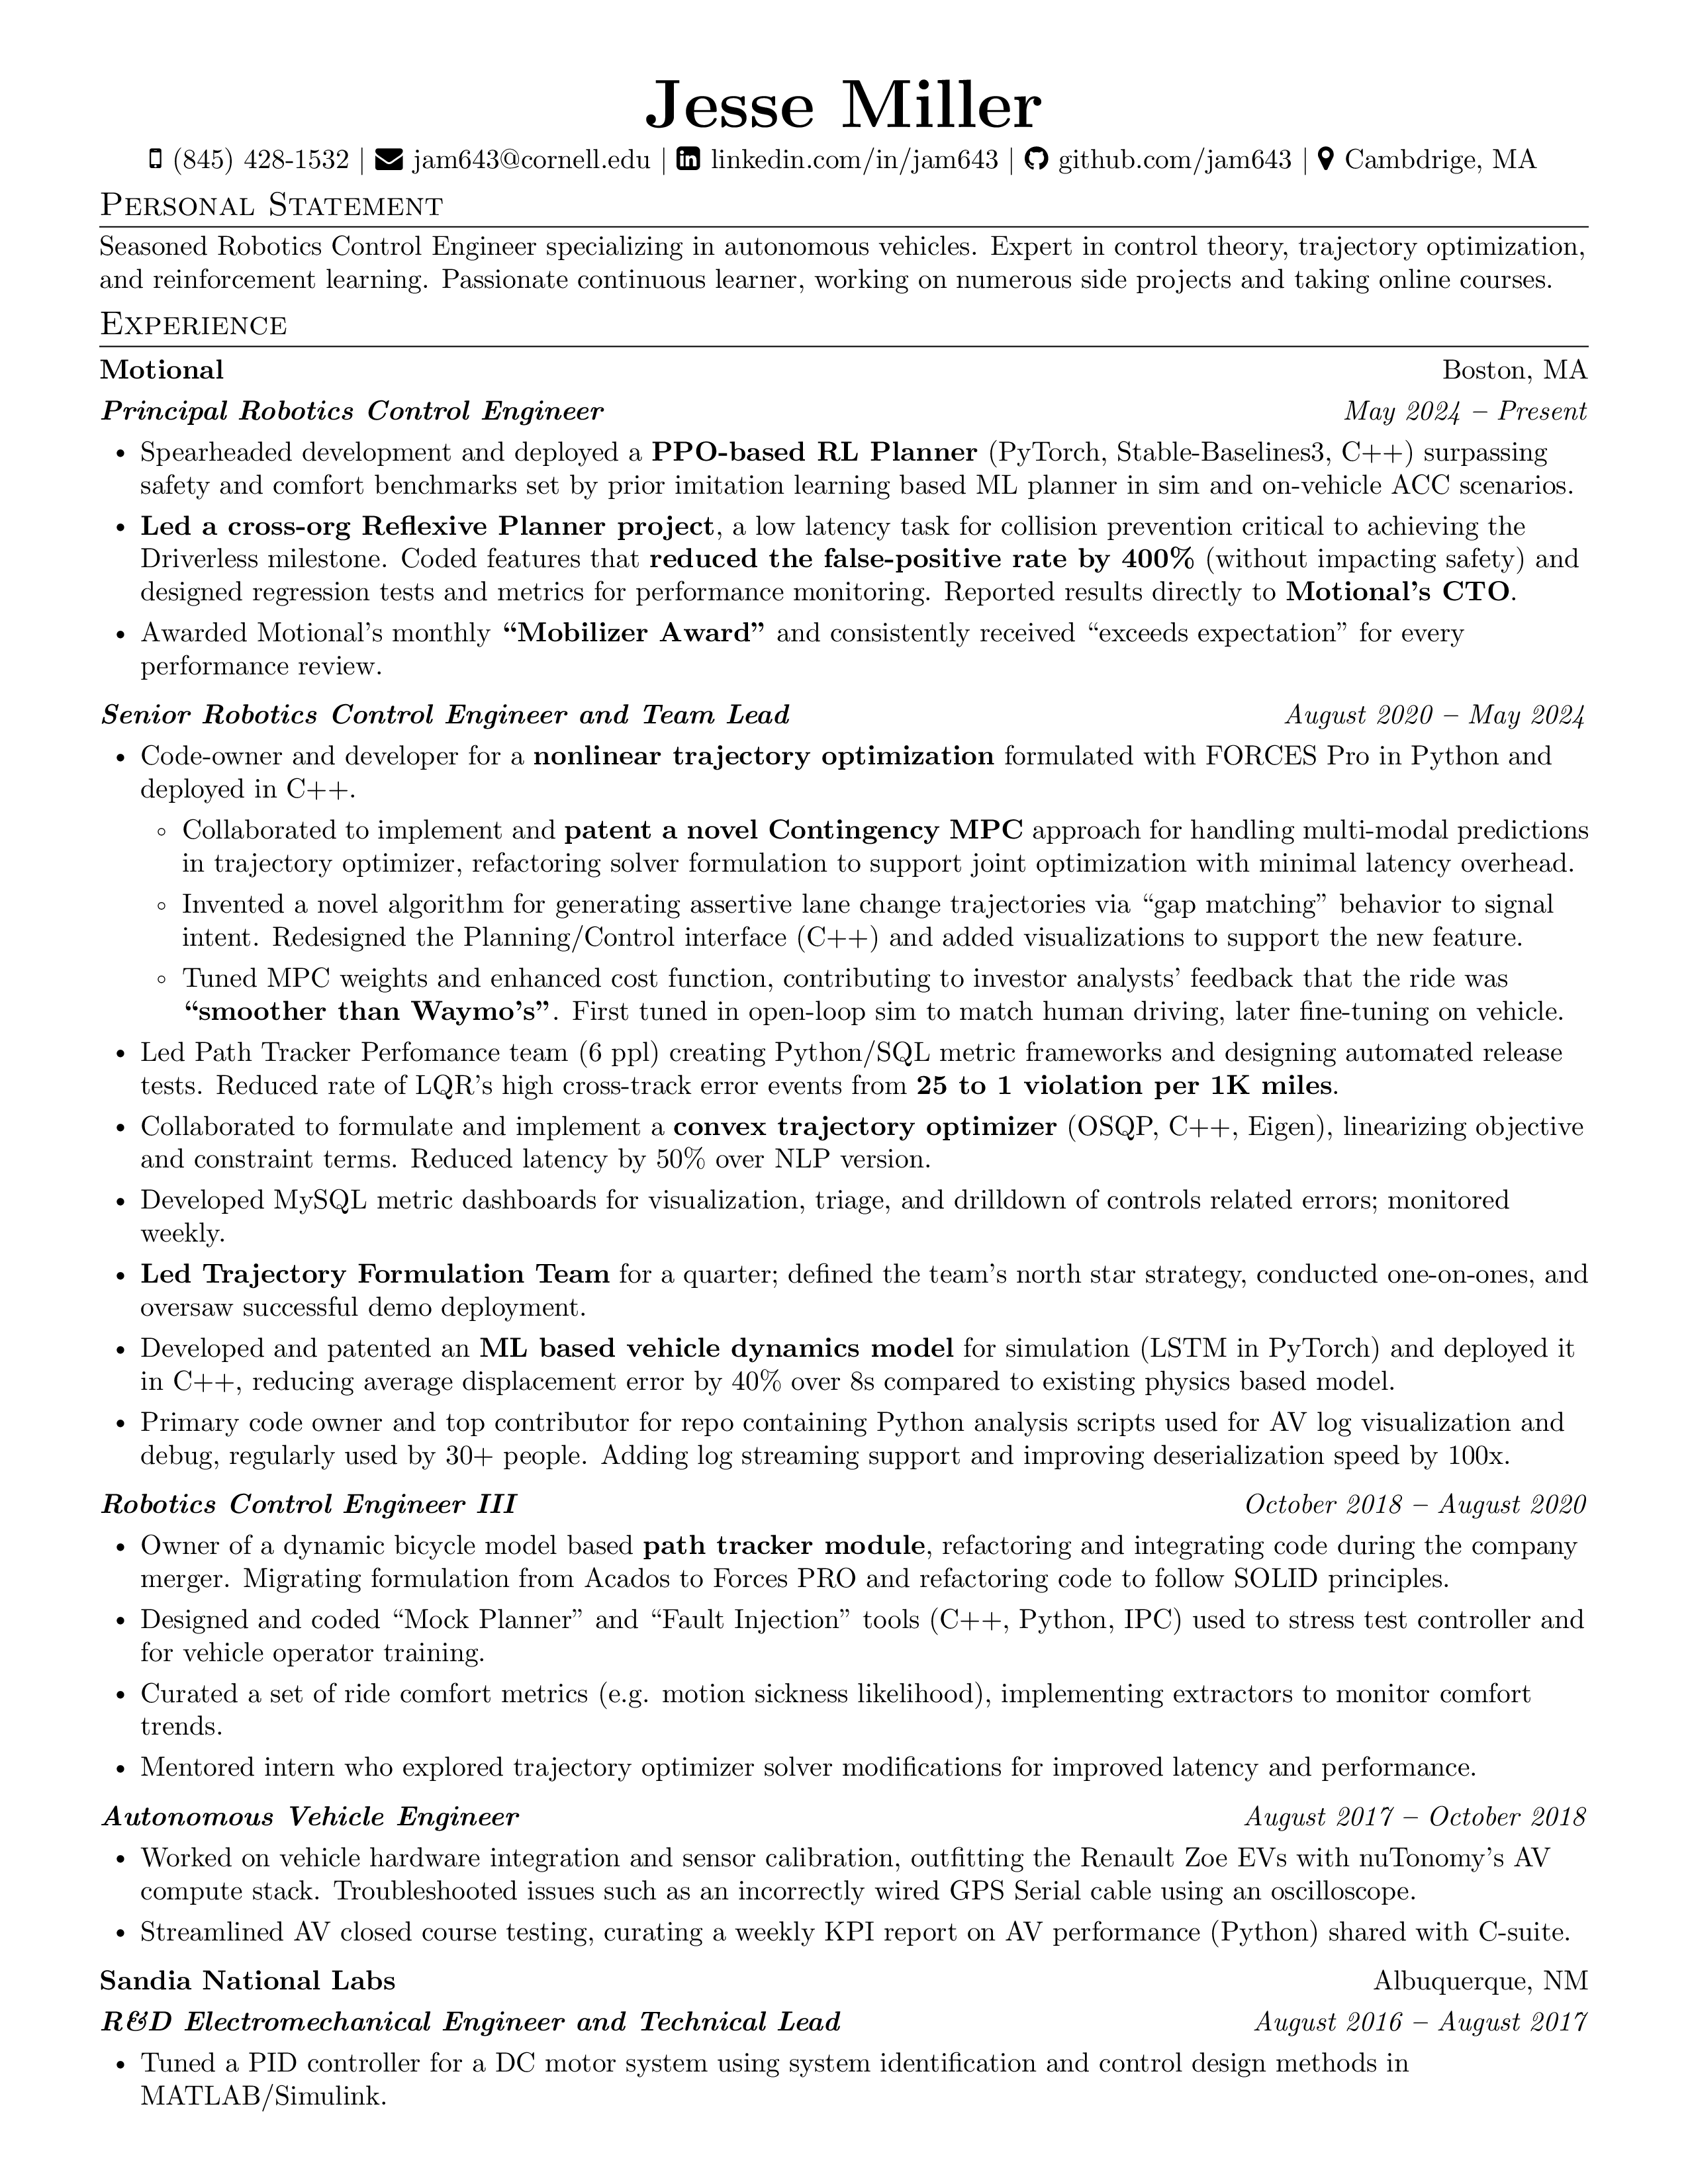 Jesse Miller
(845) 428-1532 | jam643@cornell.edu | linkedin.com/in/jam643 | github.com/jam643 | Cambdrige, MA
Personal Statement
Seasoned Robotics Control Engineer specializing in autonomous vehicles. Expert in control theory, trajectory optimization,
and reinforcement learning. Passionate continuous learner, working on numerous side projects and taking online courses.
Experience
Motional Boston, MA
Principal Robotics Control Engineer May 2024 – Present
• Spearheaded development and deployed a PPO-based RL Planner (PyTorch, Stable-Baselines3, C++) surpassing
safety and comfort benchmarks set by prior imitation learning based ML planner in sim and on-vehicle ACC scenarios.
• Led a cross-org Reflexive Planner project, a low latency task for collision prevention critical to achieving the
Driverless milestone. Coded features that reduced the false-positive rate by 400% (without impacting safety) and
designed regression tests and metrics for performance monitoring. Reported results directly to Motional's CTO.
• Awarded Motional's monthly “Mobilizer Award” and consistently received “exceeds expectation” for every
performance review.
Senior Robotics Control Engineer and Team Lead August 2020 – May 2024
• Code-owner and developer for a nonlinear trajectory optimization formulated with FORCES Pro in Python and
deployed in C++.
◦ Collaborated to implement and patent a novel Contingency MPC approach for handling multi-modal predictions
in trajectory optimizer, refactoring solver formulation to support joint optimization with minimal latency overhead.
◦ Invented a novel algorithm for generating assertive lane change trajectories via “gap matching” behavior to signal
intent. Redesigned the Planning/Control interface (C++) and added visualizations to support the new feature.
◦ Tuned MPC weights and enhanced cost function, contributing to investor analysts' feedback that the ride was
“smoother than Waymo's”. First tuned in open-loop sim to match human driving, later fine-tuning on vehicle.
• Led Path Tracker Perfomance team (6 ppl) creating Python/SQL metric frameworks and designing automated release
tests. Reduced rate of LQR's high cross-track error events from 25 to 1 violation per 1K miles.
• Collaborated to formulate and implement a convex trajectory optimizer (OSQP, C++, Eigen), linearizing objective
and constraint terms. Reduced latency by 50% over NLP version.
• Developed MySQL metric dashboards for visualization, triage, and drilldown of controls related errors; monitored
weekly.
• Led Trajectory Formulation Team for a quarter; defined the team's north star strategy, conducted one-on-ones, and
oversaw successful demo deployment.
• Developed and patented an ML based vehicle dynamics model for simulation (LSTM in PyTorch) and deployed it
in C++, reducing average displacement error by 40% over 8s compared to existing physics based model.
• Primary code owner and top contributor for repo containing Python analysis scripts used for AV log visualization and
debug, regularly used by 30+ people. Adding log streaming support and improving deserialization speed by 100x.
Robotics Control Engineer III October 2018 – August 2020
• Owner of a dynamic bicycle model based path tracker module, refactoring and integrating code during the company
merger. Migrating formulation from Acados to Forces PRO and refactoring code to follow SOLID principles.
• Designed and coded “Mock Planner” and “Fault Injection” tools (C++, Python, IPC) used to stress test controller and
for vehicle operator training.
• Curated a set of ride comfort metrics (e.g. motion sickness likelihood), implementing extractors to monitor comfort
trends.
• Mentored intern who explored trajectory optimizer solver modifications for improved latency and performance.
Autonomous Vehicle Engineer August 2017 – October 2018
• Worked on vehicle hardware integration and sensor calibration, outfitting the Renault Zoe EVs with nuTonomy's AV
compute stack. Troubleshooted issues such as an incorrectly wired GPS Serial cable using an oscilloscope.
• Streamlined AV closed course testing, curating a weekly KPI report on AV performance (Python) shared with C-suite.
Sandia National Labs Albuquerque, NM
R&D Electromechanical Engineer and Technical Lead August 2016 – August 2017
• Tuned a PID controller for a DC motor system using system identification and control design methods in
MATLAB/Simulink.